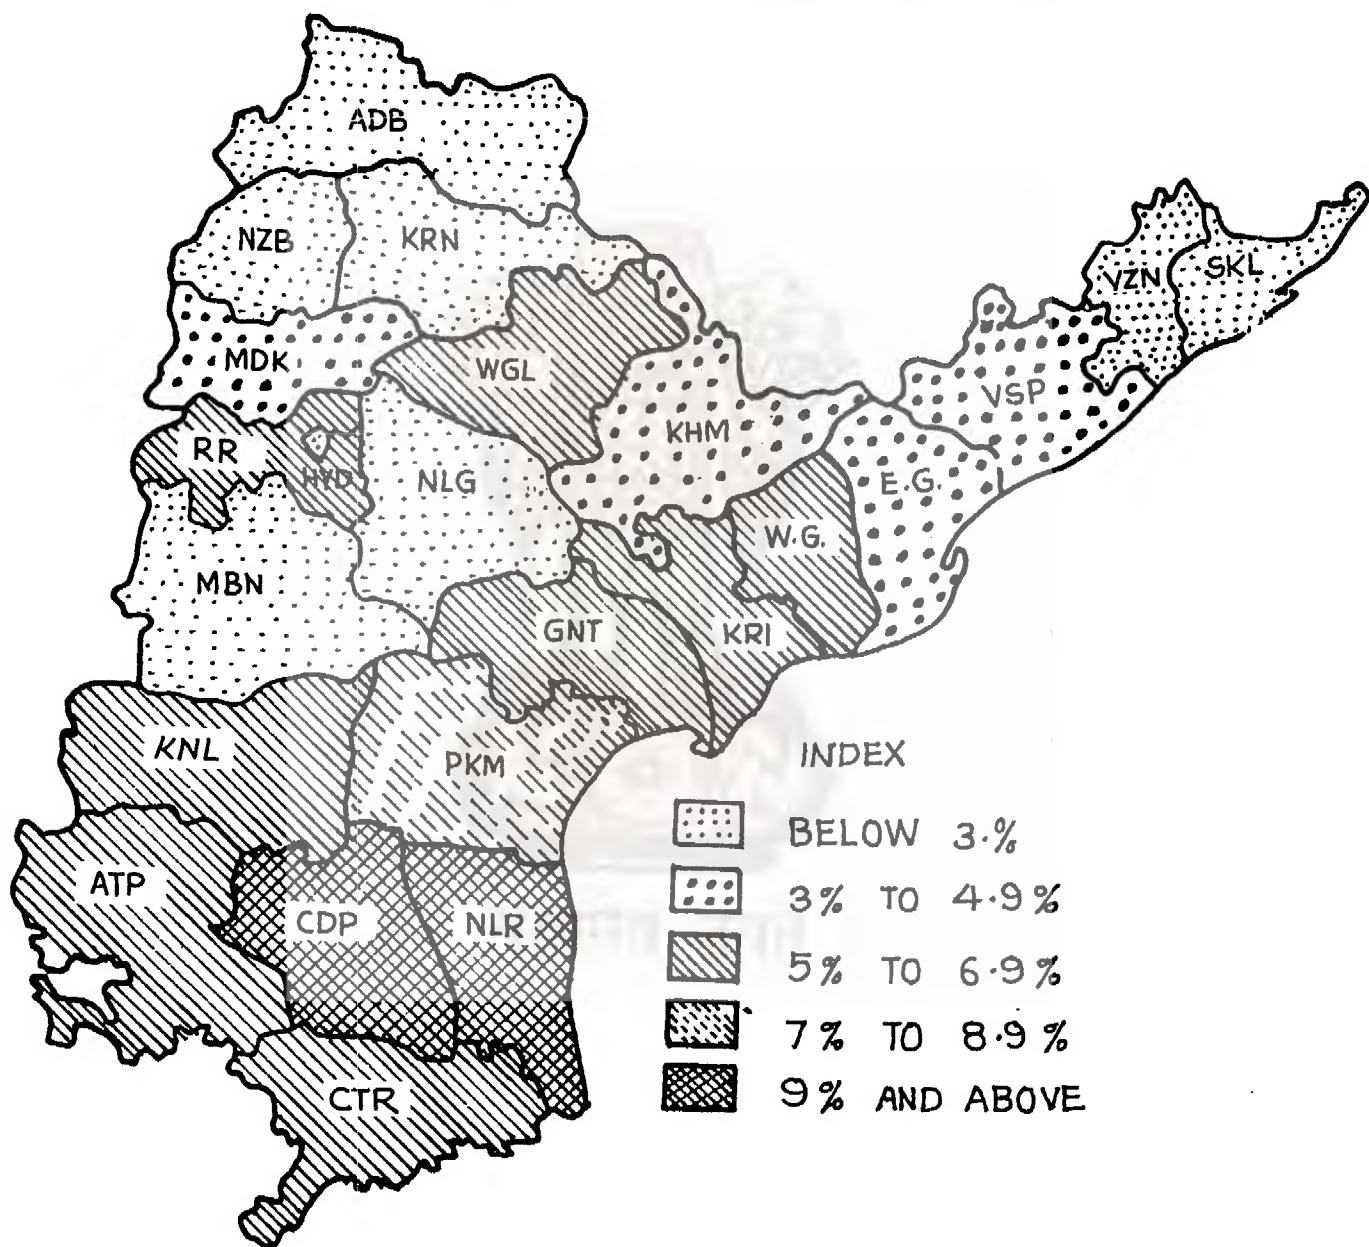 ADB
NZB
KRN
VZN
SKL
MDK
WGL
VSP
KHM
RR
HYD
NLG
E.G.
W.G.
MBN
GNT
KRI
KNL
PKM
INDEX
BELOW 3.%
ATP
3% TO 4.9%
CDP
NLR
5% TO 6.9%
7% TO 8.9%
9% AND ABOVE
CTR